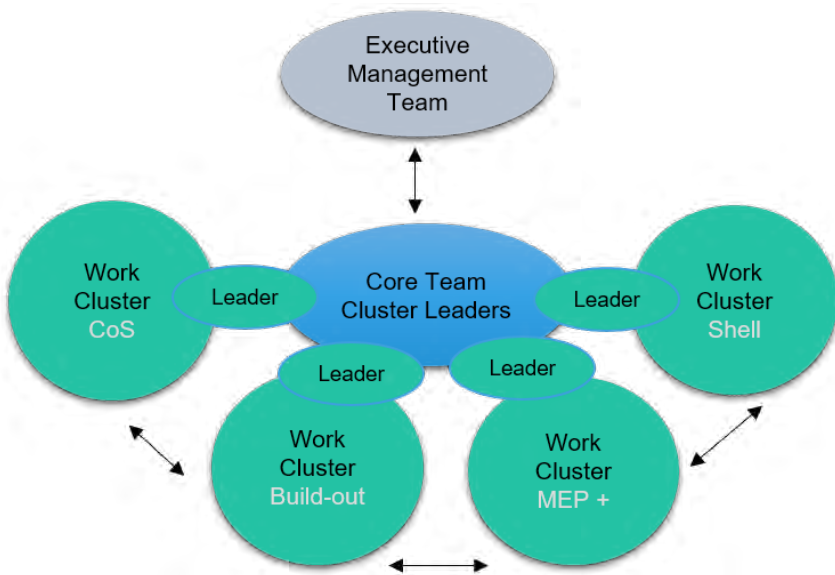 Executive
Management
Team
Core Team
Cluster Leaders
Work
Cluster
CoS
Leader
Leader
Work
Cluster
Shell
Leader
Leader
Work
Cluster
Build-out
Work
Cluster
MEP +